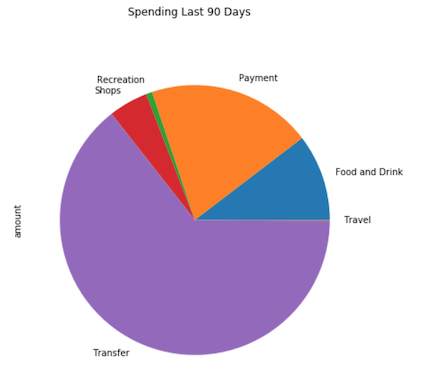 Spending Last 90 Days
Recreation
Shops
Payment
Food and Drink
Travel
amount
Transfer